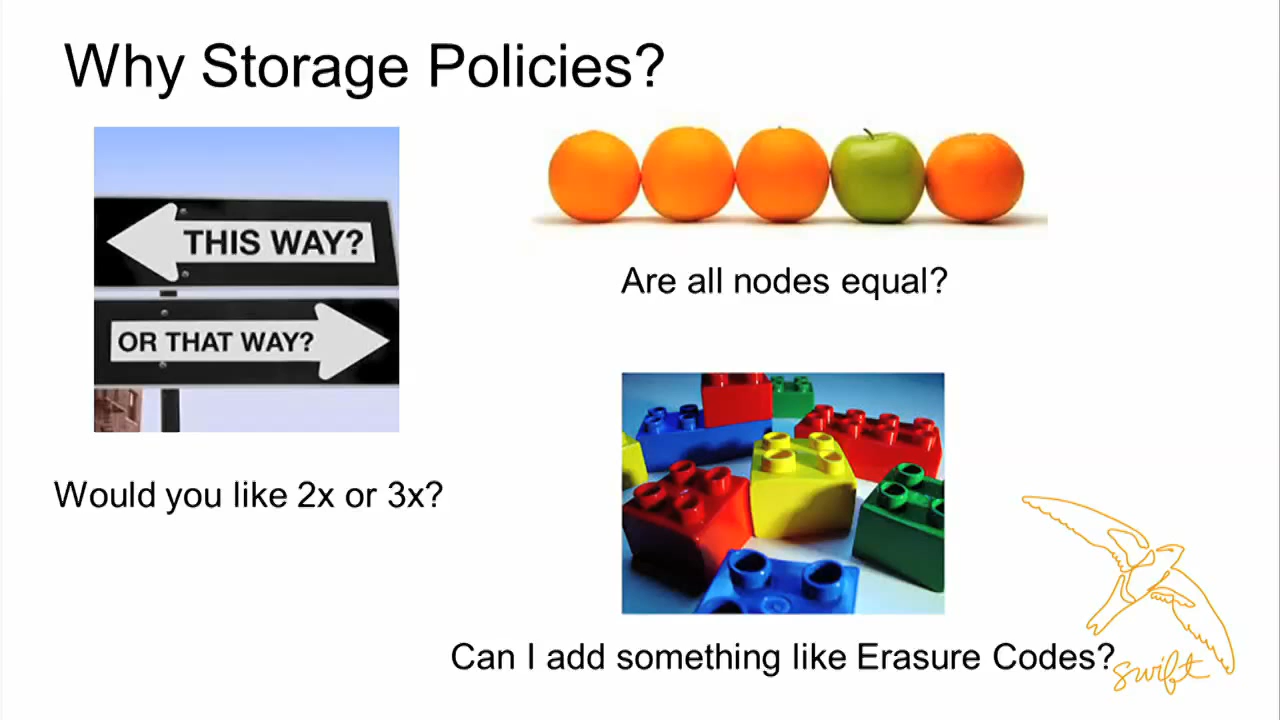 Why Storage Policies?
THIS WAY?
OR THAT WAY?
Would you like 2x or 3x?
Are all nodes equal?
Can I add something like Erasure Codes?
swift